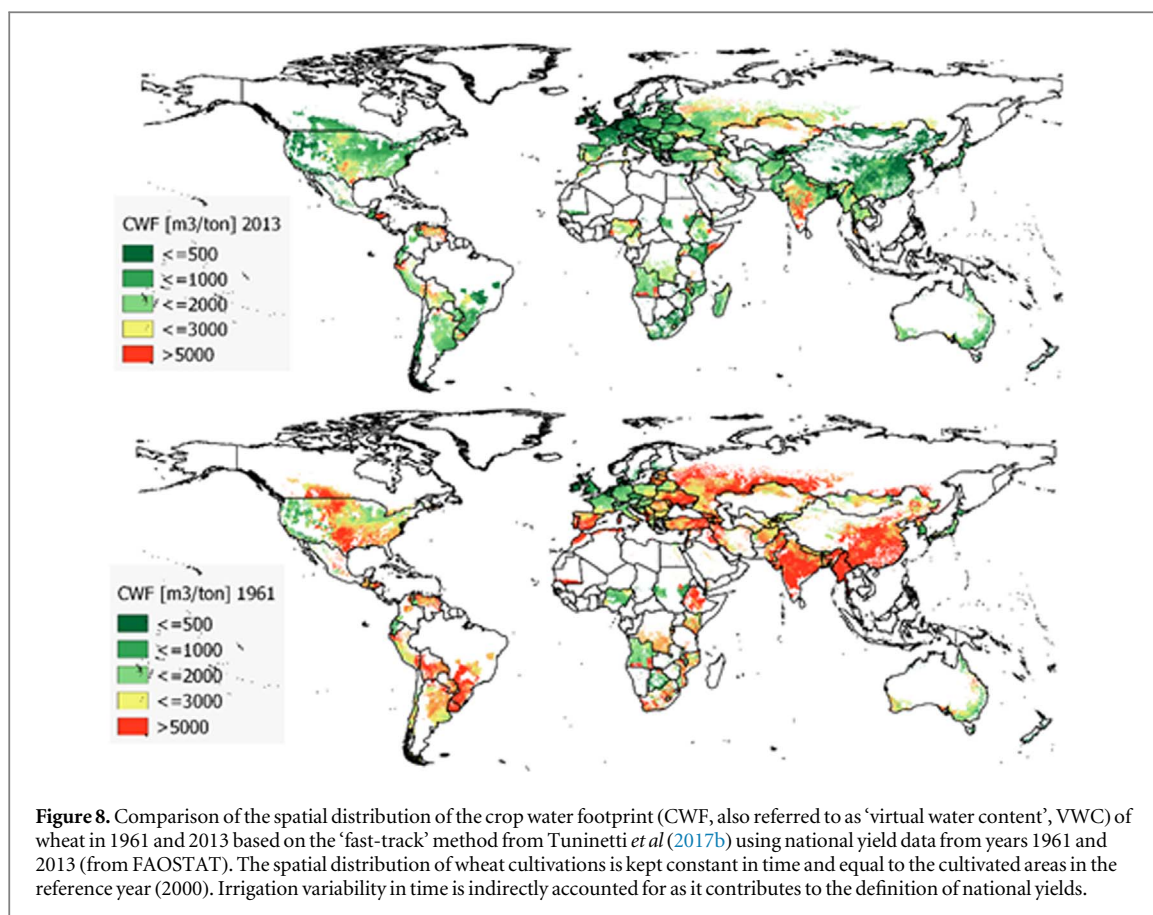 CWF [m3/ton] 2013
<=500
<=1000
<=2000
<=3000
>5000
CWF [m3/ton] 1961
<=500
<=1000
<=2000
<=3000
>5000
Figure 8. Comparison of the spatial distribution of the crop water footprint (CWF, also referred to as ‘virtual water content’, VWC) of
wheat in 1961 and 2013 based on the ‘fast-track’ method from Tuninetti et al (2017b) using national yield data from years 1961 and
2013 (from FAOSTAT). The spatial distribution of wheat cultivations is kept constant in time and equal to the cultivated areas in the
reference year (2000). Irrigation variability in time is indirectly accounted for as it contributes to the definition of national yields.